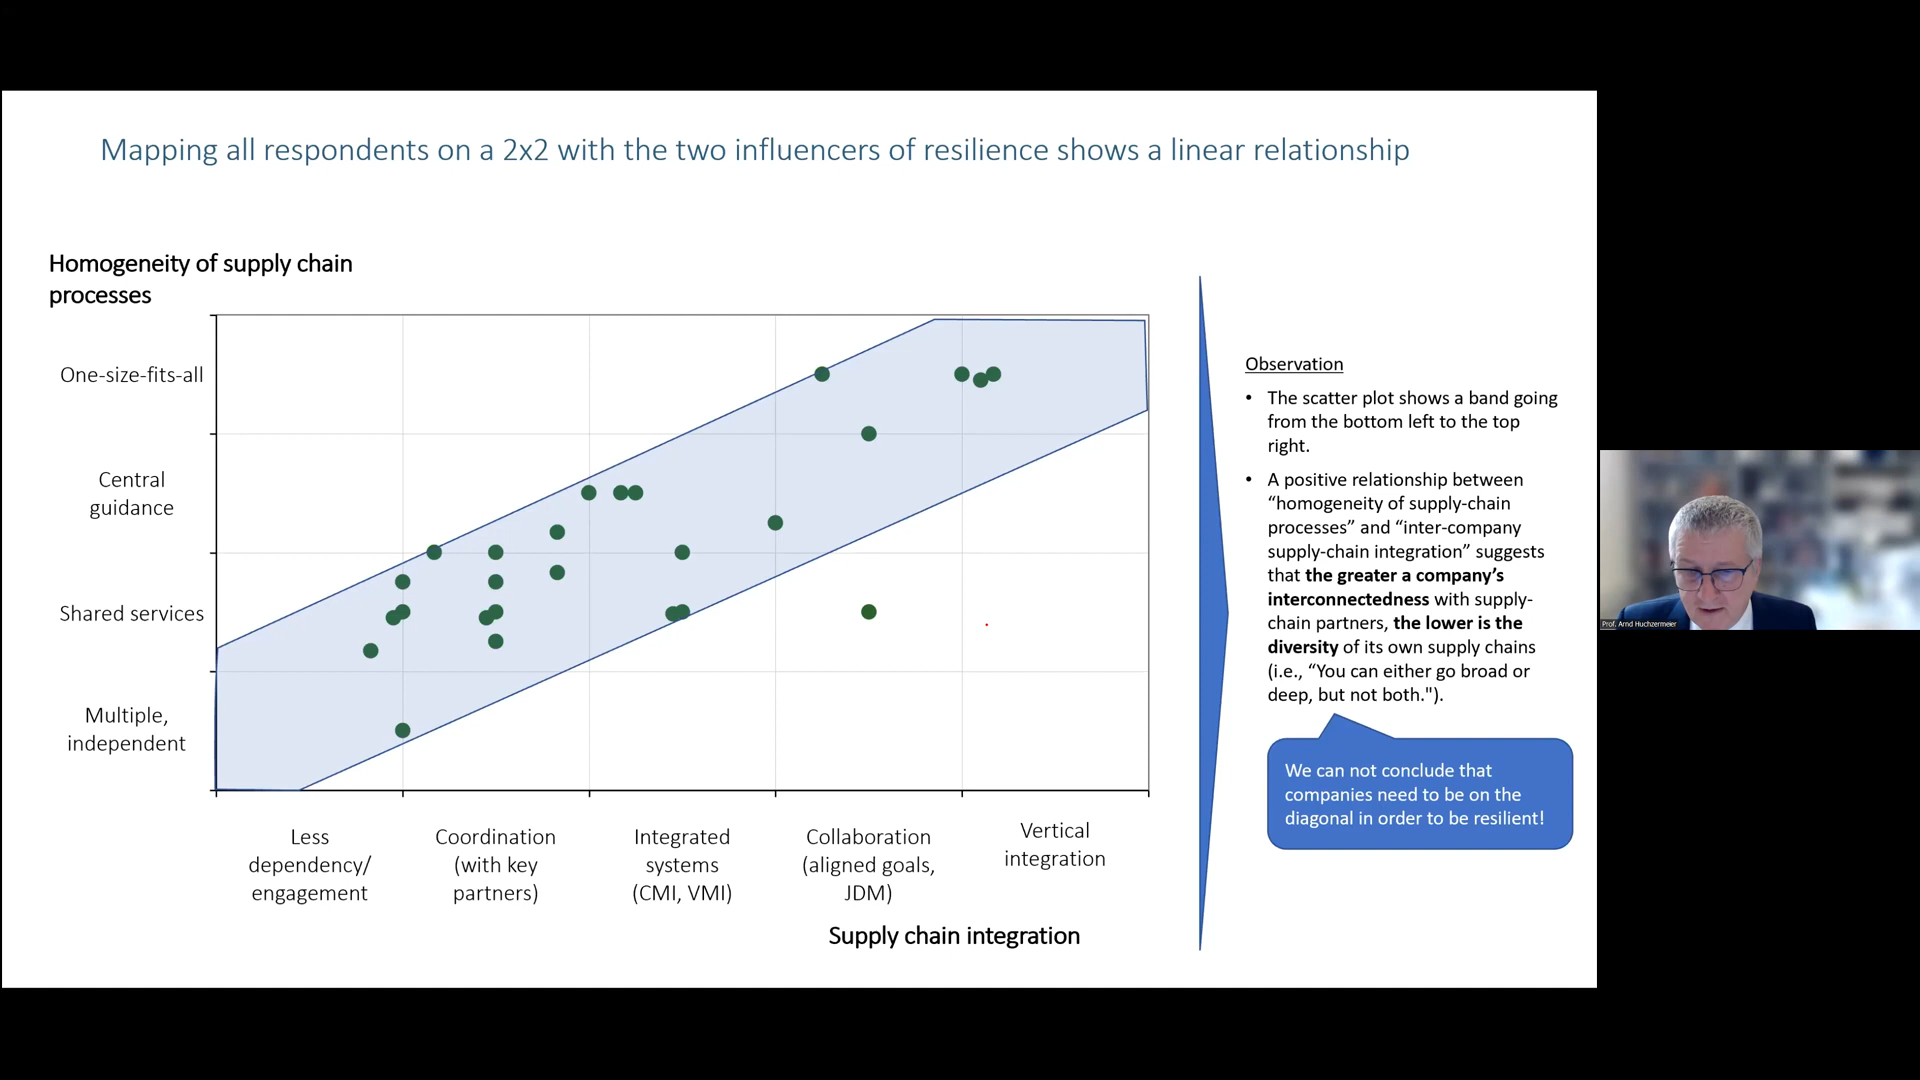 Mapping all respondents on a 2x2 with the two influencers of resilience shows a linear relationship
Homogeneity of supply chain
processes
One-size-fits-all
Central
guidance
Shared services
Multiple,
independent
Less
dependency/
engagement
Coordination
(with key
partners)
Integrated
systems
(CMI, VMI)
Collaboration
(aligned goals,
JDM)
Vertical
integration
Supply chain integration
Observation
• The scatter plot shows a band going
from the bottom left to the top
right.
• A positive relationship between
“homogeneity of supply-chain
processes” and “inter-company
supply-chain integration” suggests
that the greater a company’s
interconnectedness with supply-
chain partners, the lower is the
diversity of its own supply chains
(i.e., “You can either go broad or
deep, but not both.").
We can not conclude that
companies need to be on the
diagonal in order to be resilient!
Prof. Arnd Huchzermeier